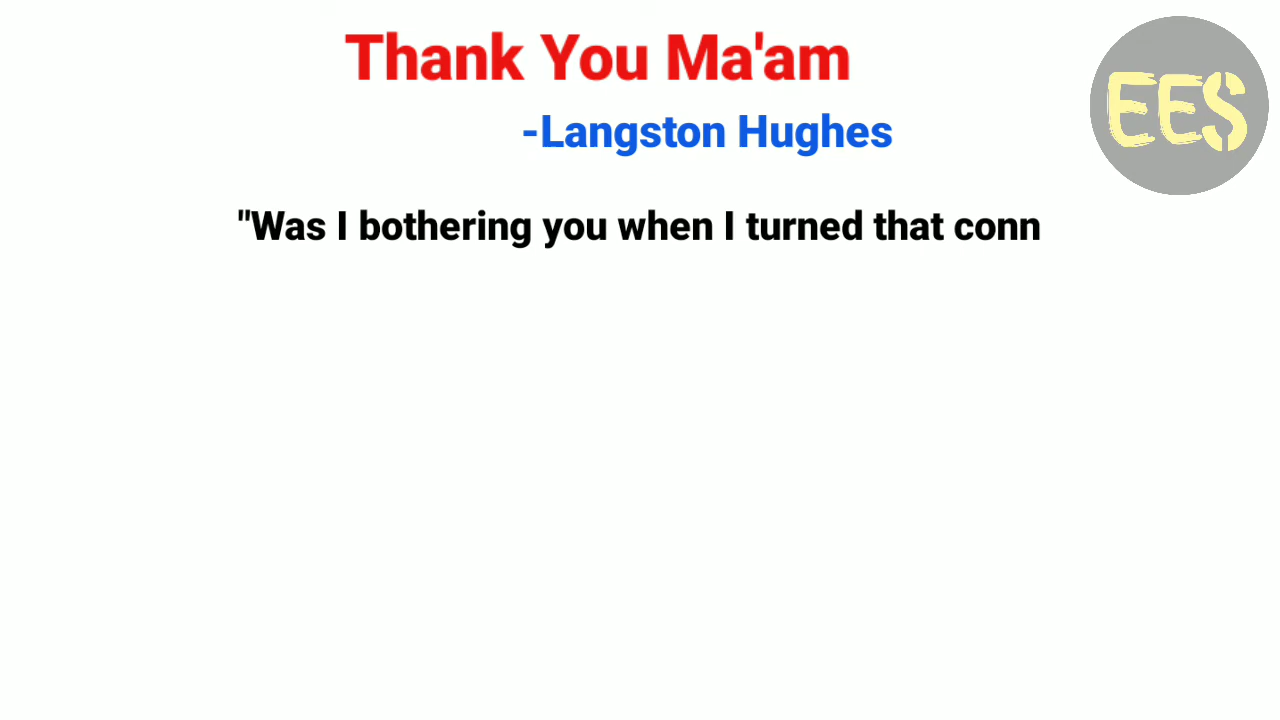 Thank You Ma'am
-Langston Hughes
EES
"Was I bothering you when I turned that conn